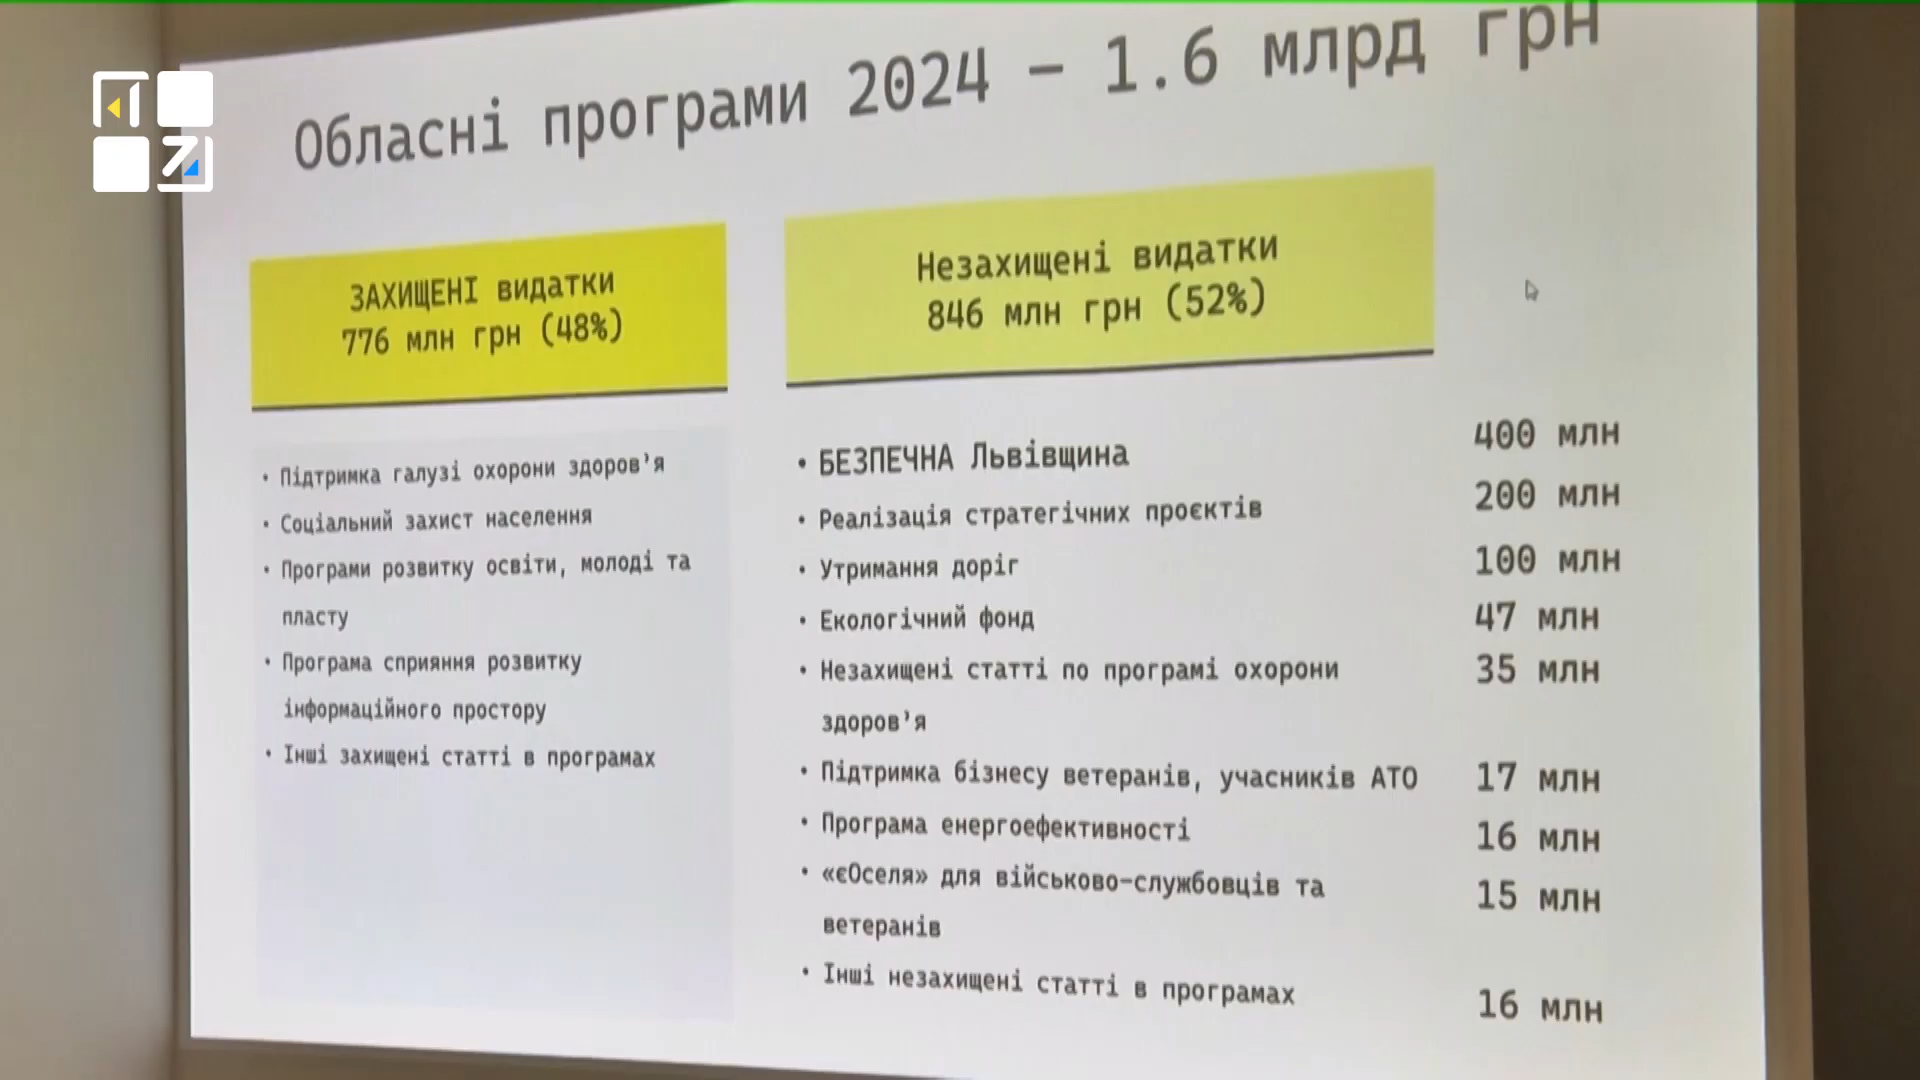 Обласні програми 2024 – 1.6 млрд грн
ЗАХИЩЕНІ видатки
776 млн грн (48%)
• Підтримка галузі охорони здоров’я
• Соціальний захист населення
• Програми розвитку освіти, молоді та
пласту
• Програма сприяння розвитку
інформаційного простору
• Інші захищені статті в програмах
Незахищені видатки
846 млн грн (52%)
• БЕЗПЕЧНА Львівщина 400 млн
• Реалізація стратегічних проєктів 200 млн
• Утримання доріг 100 млн
• Екологічний фонд 47 млн
• Незахищені статті по програмі охорони 35 млн
здоров’я
• Підтримка бізнесу ветеранів, учасників АТО 17 млн
• Програма енергоефективності 16 млн
• «єОселя» для військово-службовців та 15 млн
ветеранів
• Інші незахищені статті в програмах 16 млн